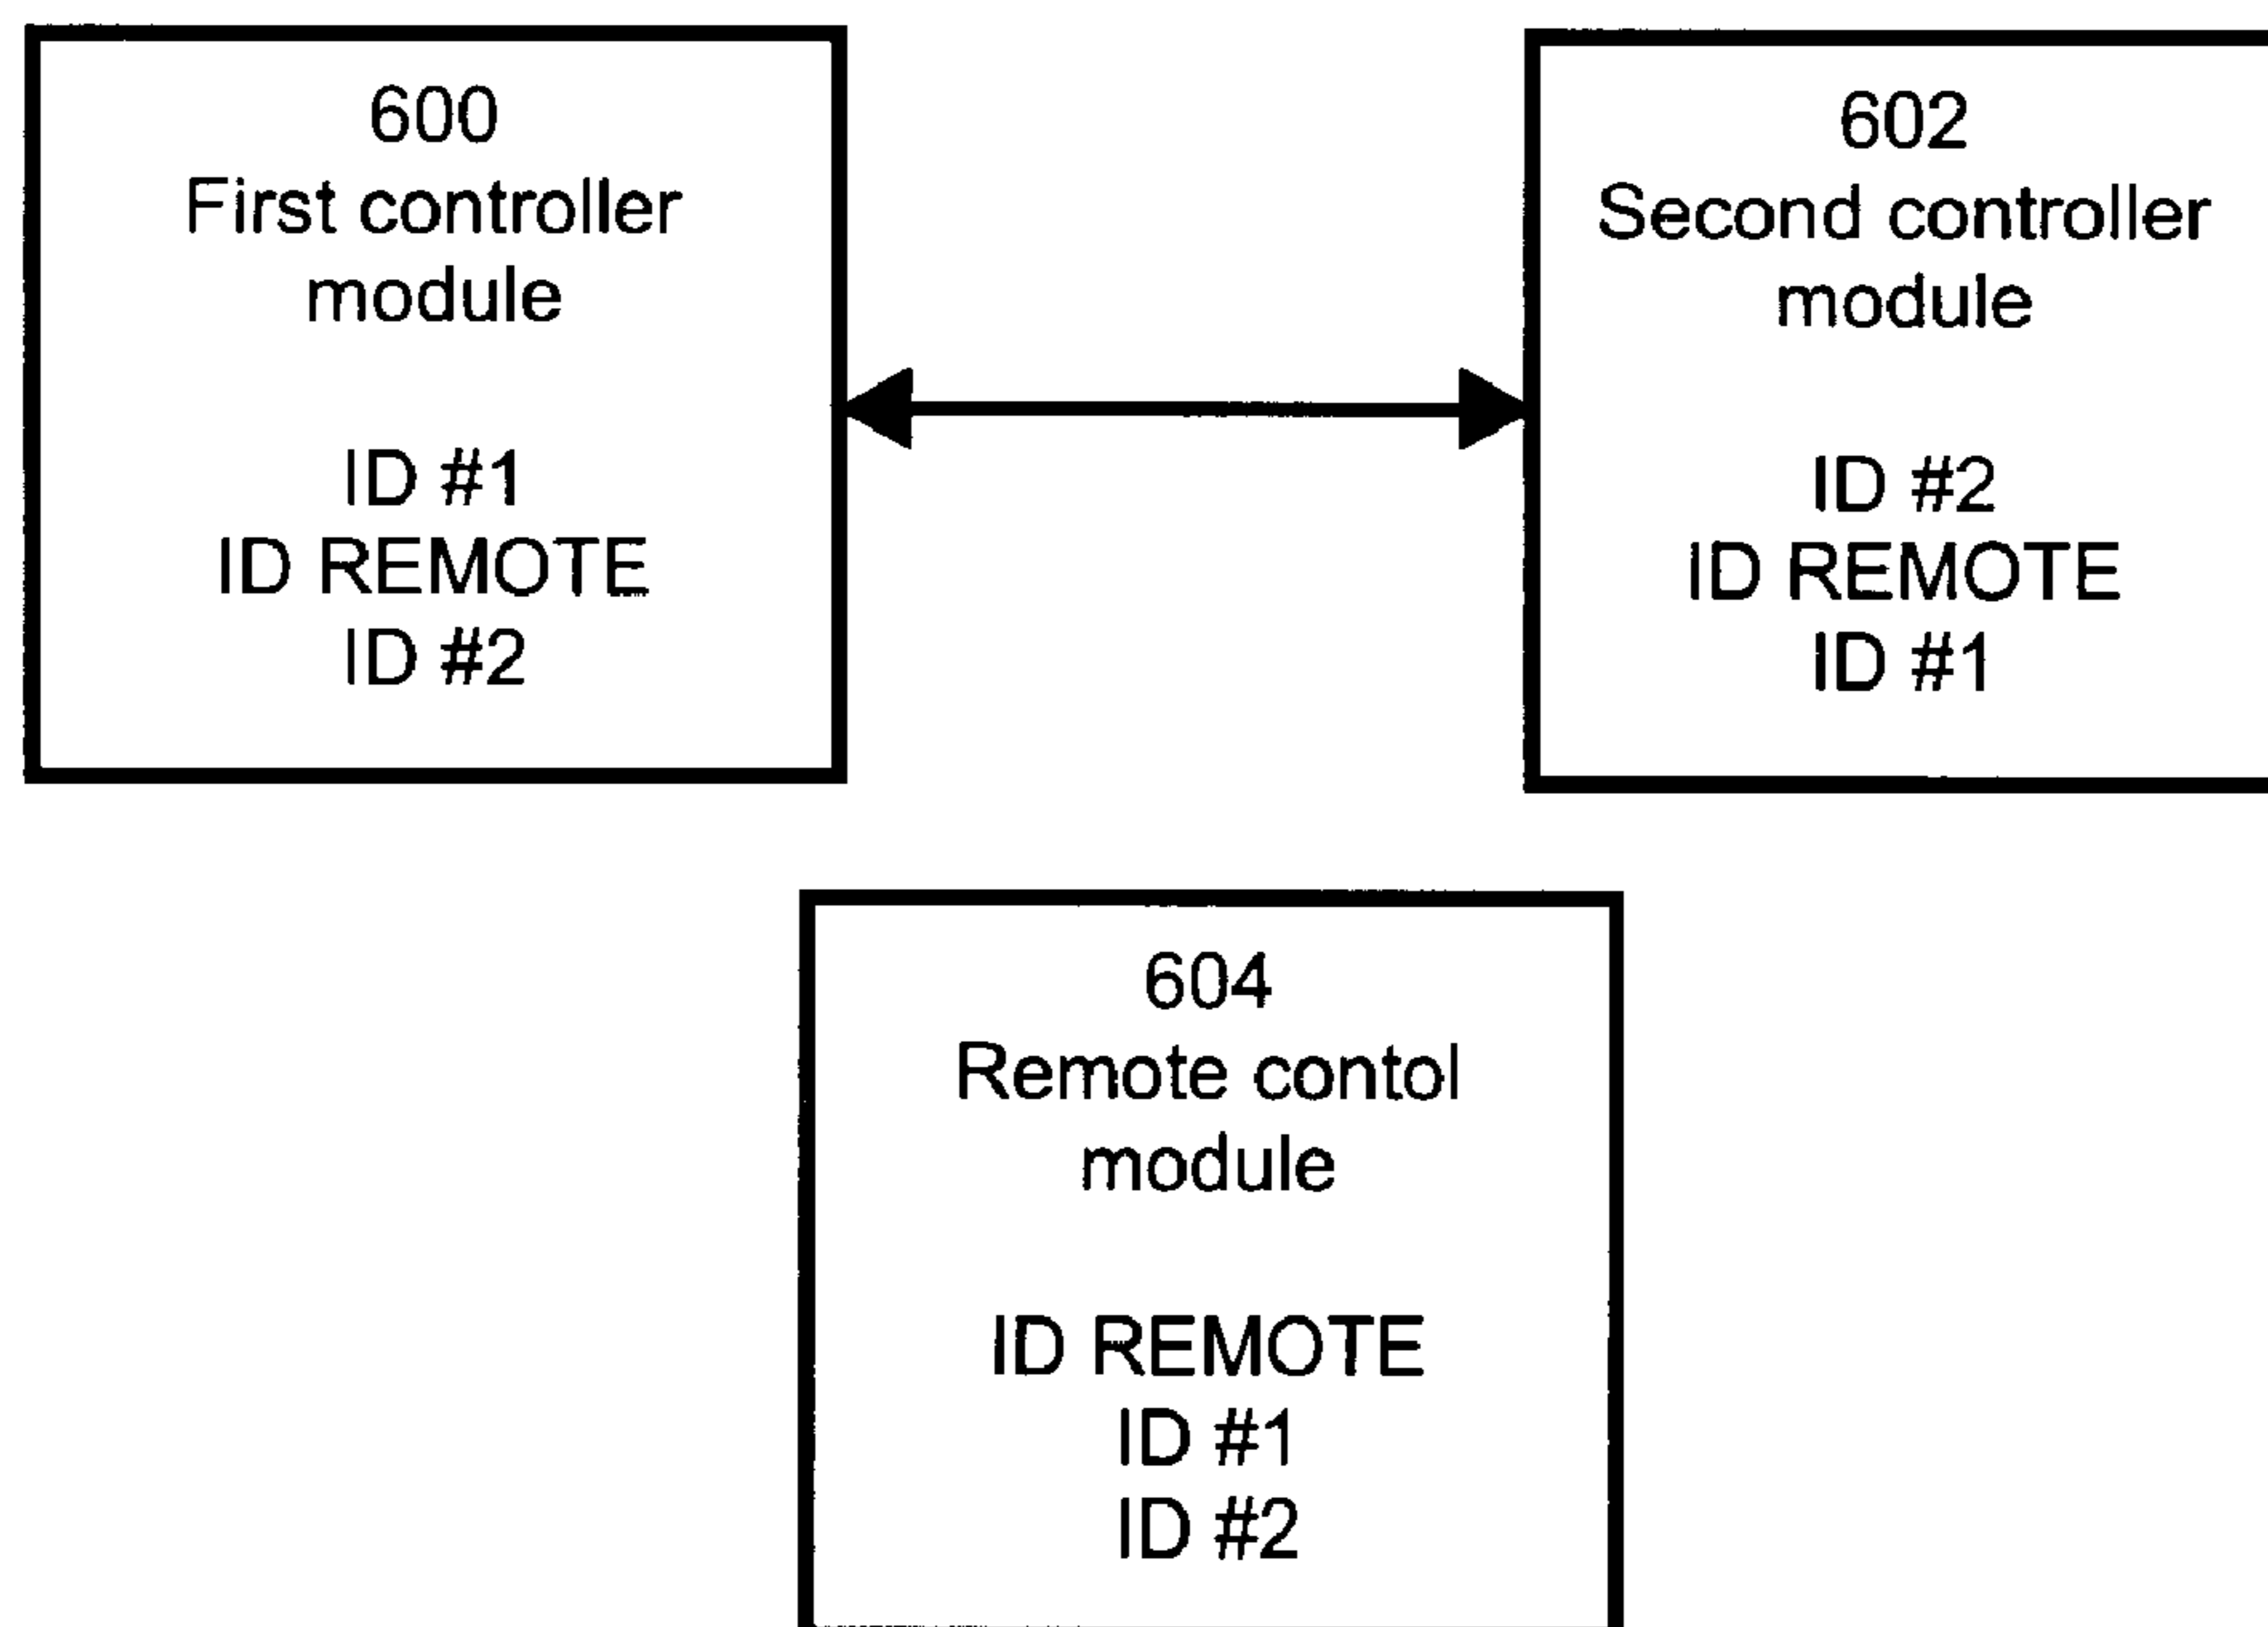 600
First controller
module
ID #1
ID REMOTE
ID #2
602
Second controller
module
ID #2
ID REMOTE
ID #1
604
Remote contol
module
ID REMOTE
ID #1
ID #2